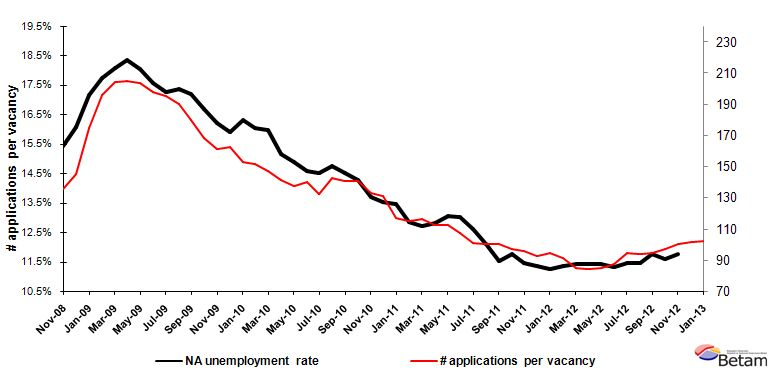 19.5%
18.5%
17.5%
16.5%
15.5%
14.5%
13.5%
12.5%
11.5%
10.5%
# applications per vacancy
230
210
190
170
150
130
110
90
70
Nov-08
Jan-09
Mar-09
May-09
Jul-09
Sep-09
Nov-09
Jan-10
Mar-10
May-10
Jul-10
Sep-10
Nov-10
Jan-11
Mar-11
May-11
Jul-11
Sep-11
Nov-11
Jan-12
Mar-12
May-12
Jul-12
Sep-12
Nov-12
Jan-13
NA unemployment rate
# applications per vacancy
Betam